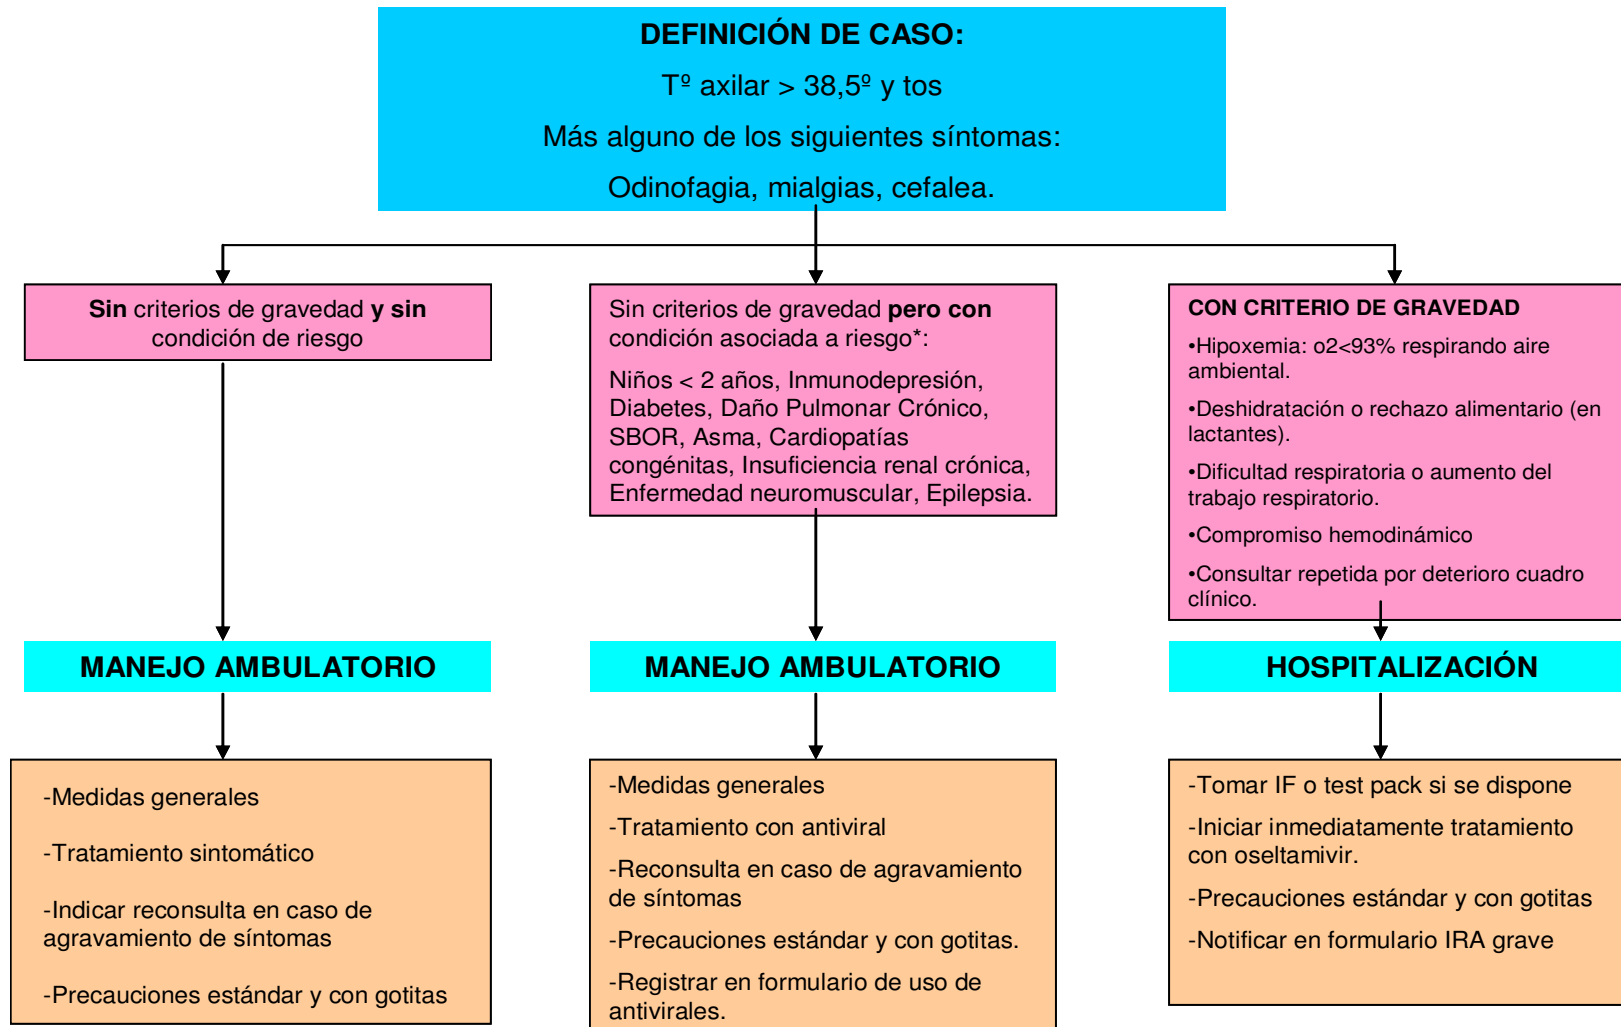 DEFINICIÓN DE CASO:
Tº axilar > 38,5º y tos
Más alguno de los siguientes síntomas:
Odinofagia, mialgias, cefalea.
Sin criterios de gravedad y sin
condición de riesgo
Sin criterios de gravedad pero con
condición asociada a riesgo*:
Niños < 2 años, Inmunodepresión,
Diabetes, Daño Pulmonar Crónico,
SBOR, Asma, Cardiopatías
congénitas, Insuficiencia renal crónica,
Enfermedad neuromuscular, Epilepsia.
CON CRITERIO DE GRAVEDAD
•Hipoxemia: o2<93% respirando aire
ambiental.
•Deshidratación o rechazo alimentario (en
lactantes).
•Dificultad respiratoria o aumento del
trabajo respiratorio.
•Compromiso hemodinámico
•Consultar repetida por deterioro cuadro
clínico.
MANEJO AMBULATORIO
MANEJO AMBULATORIO
HOSPITALIZACIÓN
-Medidas generales
-Tratamiento sintomático
-Indicar reconsulta en caso de
agravamiento de síntomas
-Precauciones estándar y con gotitas
-Medidas generales
-Tratamiento con antiviral
-Reconsulta en caso de agravamiento
de síntomas
-Precauciones estándar y con gotitas.
-Registrar en formulario de uso de
antivirales.
-Tomar IF o test pack si se dispone
-Iniciar inmediatamente tratamiento
con oseltamivir.
-Precauciones estándar y con gotitas
-Notificar en formulario IRA grave